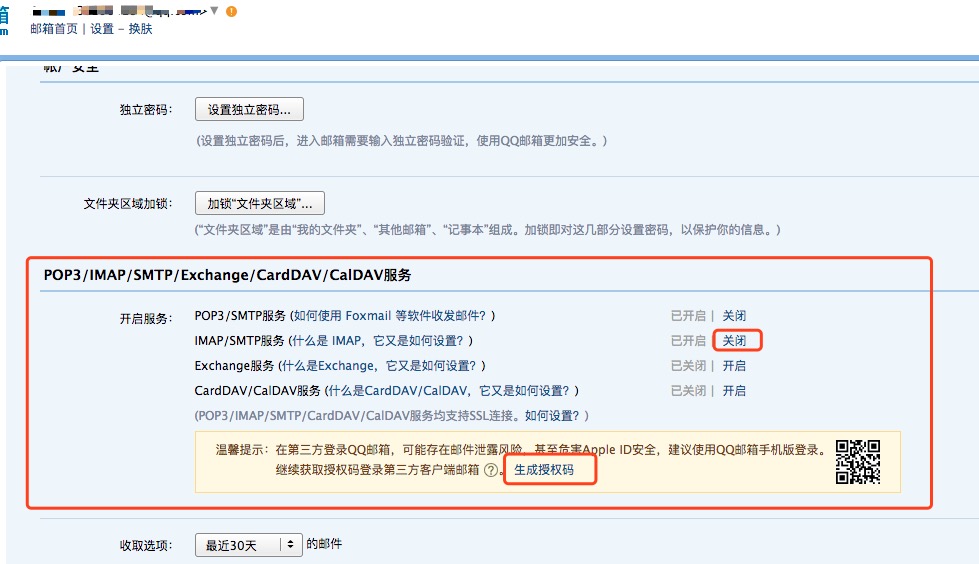 箱
m
邮箱首页 | 设置 - 换肤
帐户安全
独立密码： 设置独立密码...
(设置独立密码后，进入邮箱需要输入独立密码验证，使用QQ邮箱更加安全。)
文件夹区域加锁： 加锁“文件夹区域”...
(“文件夹区域”是由“我的文件夹”、“其他邮箱”、“记事本”组成。加锁即对这几部分设置密码，以保护你的信息。)
POP3/IMAP/SMTP/Exchange/CardDAV/CalDAV服务
开启服务： POP3/SMTP服务 (如何使用 Foxmail 等软件收发邮件？) 已开启 | 关闭
IMAP/SMTP服务 (什么是 IMAP，它又是如何设置？) 已开启 | 关闭
Exchange服务 (什么是Exchange，它又是如何设置？) 已关闭 | 开启
CardDAV/CalDAV服务 (什么是CardDAV/CalDAV，它又是如何设置？) 已关闭 | 开启
(POP3/IMAP/SMTP/CardDAV/CalDAV服务均支持SSL连接。如何设置？)
温馨提示：在第三方登录QQ邮箱，可能存在邮件泄露风险，甚至危害Apple ID安全，建议使用QQ邮箱手机版登录。
继续获取授权码登录第三方客户端邮箱 ?。生成授权码
收取选项： 最近30天 的邮件